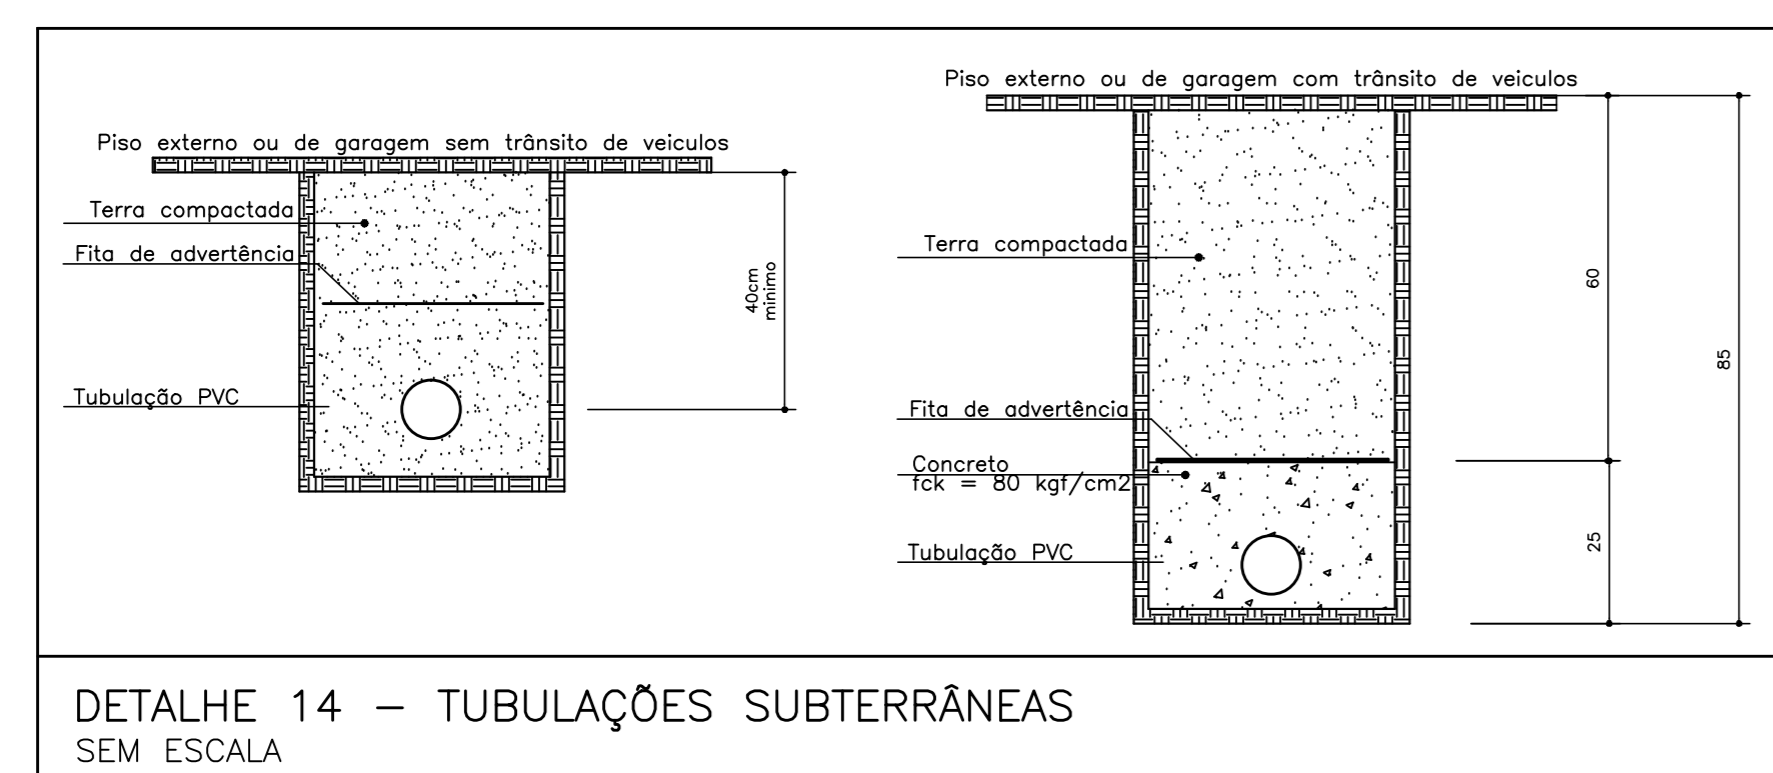 Piso externo ou de garagem sem trânsito de veiculos
Terra compactada
Fita de advertência
Tubulação PVC
40cm
minimo
Piso externo ou de garagem com trânsito de veiculos
Terra compactada
Fita de advertência
Concreto
fck = 80 kgf/cm2
Tubulação PVC
60
25
85
DETALHE 14 – TUBULAÇÕES SUBTERRÂNEAS
SEM ESCALA